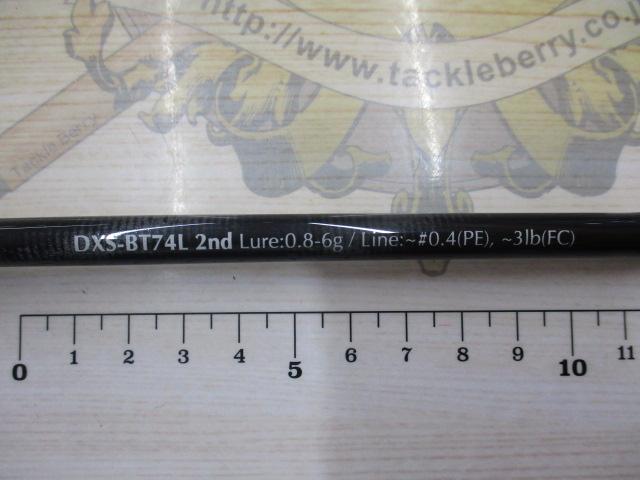 http://www.tackleberry.co.j
Tackle Berry
DXS-BT74L 2nd Lure:0.8-6g / Line:~#0.4(PE), ~3lb(FC)
0 1 2 3 4 5 6 7 8 9 10 11